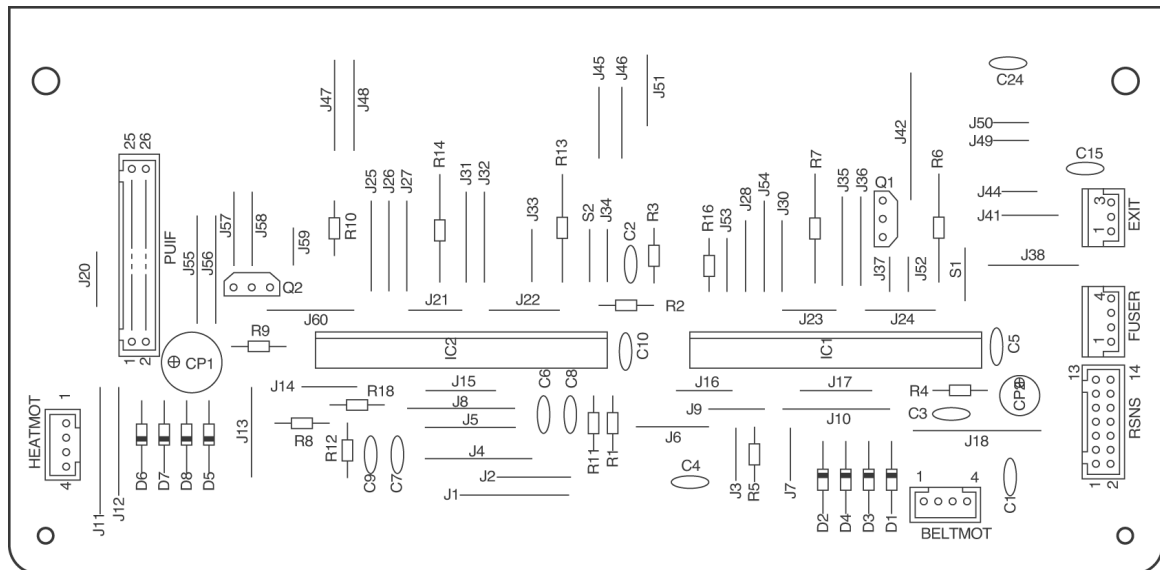 C24
J45
J46
J51
J47
J48
J42
J50
J49
25
26
R14
R13
R7
R6
C15
J25
J26
J27
J31
J32
J33
S2
J34
C2
R3
R16
J53
J28
J54
J30
J35
J36
Q1
J44
J41
3
1
EXIT
J57
J58
J59
R10
PUIF
J55
J56
J20
Q2
J37
J52
S1
J38
J60
J21
J22
R2
J23
J24
4
1
FUSER
1
2
CP1
R9
IC2
C10
IC1
C5
J14
R18
J15
C6
C8
J16
J17
R4
CP2
13
14
RSNS
1
2
HEATMOT
1
4
J13
R8
R12
J8
J5
J9
J10
C3
J18
J6
D6
D7
D8
D5
C9
C7
J4
J2
J1
R11
R1
C4
J3
R5
J7
D2
D4
D3
D1
1
4
BELTMOT
C1
J11
J12